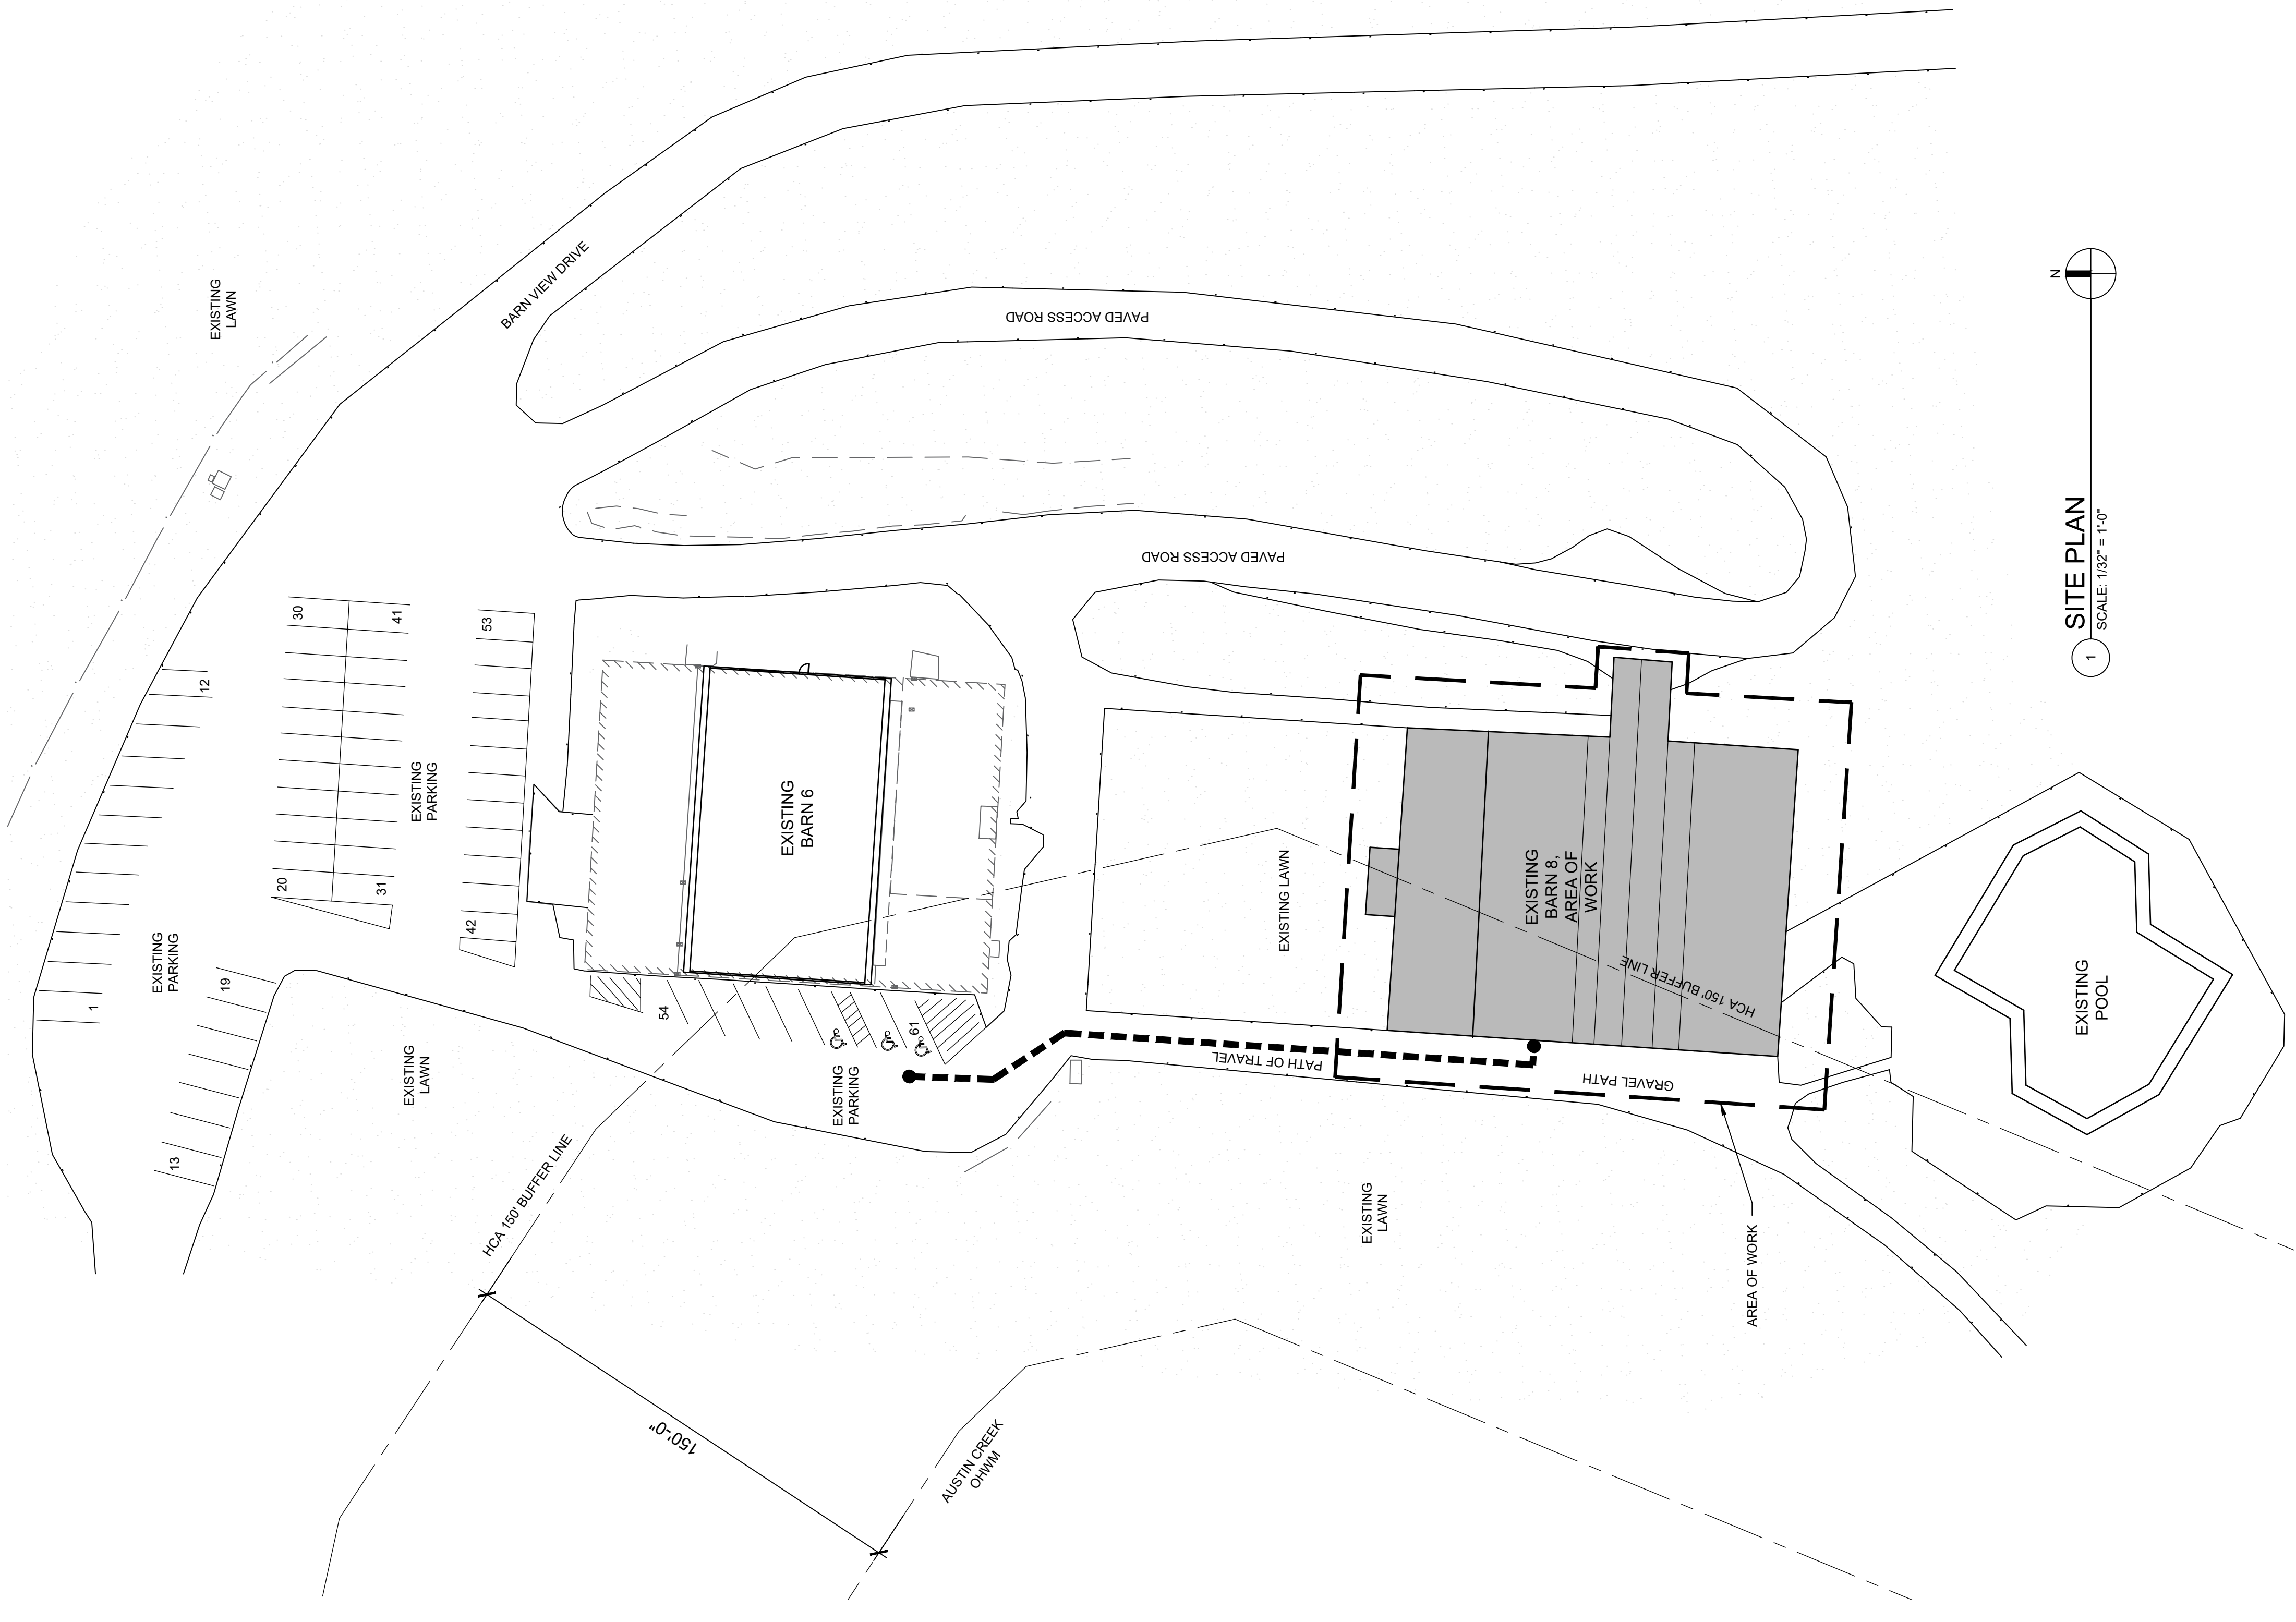 EXISTING
LAWN
BARN VIEW DRIVE
PAVED ACCESS ROAD
PAVED ACCESS ROAD
N
1
SITE PLAN
SCALE: 1/32" = 1'-0"
30
41
53
12
EXISTING
PARKING
20
31
42
EXISTING
PARKING
1
19
13
EXISTING
BARN 6
54
61
EXISTING
PARKING
EXISTING
LAWN
EXISTING LAWN
EXISTING
BARN 8,
AREA OF
WORK
HCA 150' BUFFER LINE
EXISTING
POOL
PATH OF TRAVEL
GRAVEL PATH
HCA 150' BUFFER LINE
EXISTING
LAWN
AREA OF WORK
150'-0"
AUSTIN CREEK
OHWM